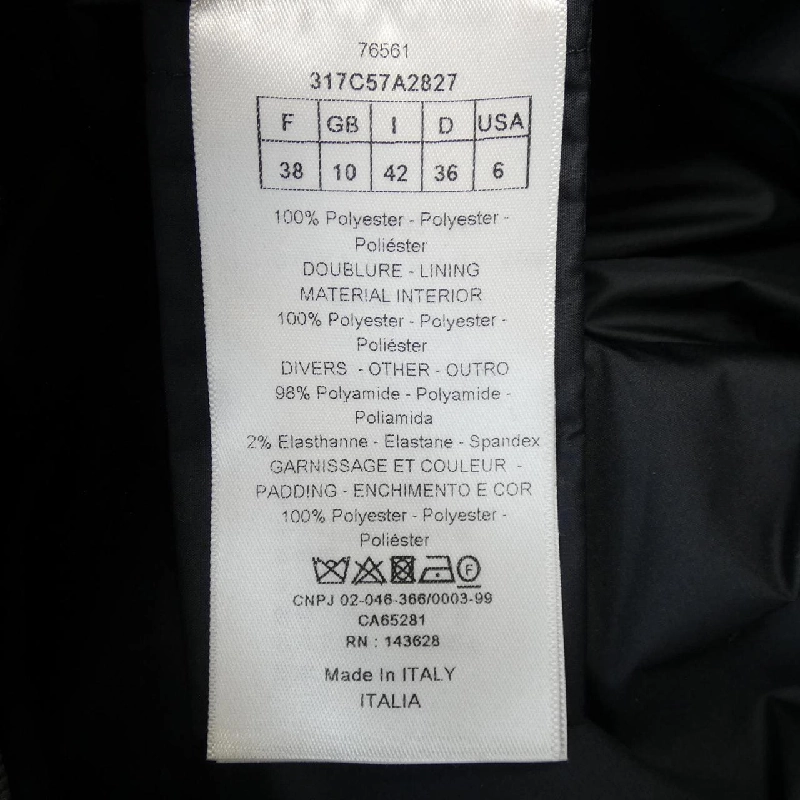 76561
317C57A2827
F GB I D USA
38 10 42 36 6
100% Polyester - Polyester -
Poliéster
DOUBLURE - LINING
MATERIAL INTERIOR
100% Polyester - Polyester -
Poliéster
DIVERS - OTHER - OUTRO
98% Polyamide - Polyamide -
Poliamida
2% Elasthanne - Elastane - Spandex
GARNISSAGE ET COULEUR -
PADDING - ENCHIMENTO E COR
100% Polyester - Polyester -
Poliéster
F
CNPJ 02-046-366/0003-99
CA65281
RN : 143628
Made In ITALY
ITALIA